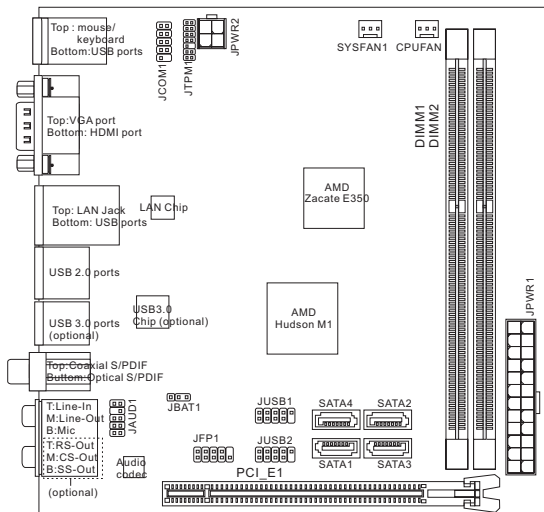 Top : mouse/
keyboard
Bottom:USB ports
JCOM1
JTPM1
JPWR2
SYSFAN1
CPUFAN
Top:VGA port
Bottom: HDMI port
DIMM1
DIMM2
AMD
Zacate E350
Top: LAN Jack
Bottom: USB ports
LAN Chip
USB 2.0 ports
USB 3.0 ports
(optional)
USB3.0
Chip (optional)
AMD
Hudson M1
JPWR1
Top:Coaxial S/PDIF
Buttom:Optical S/PDIF
T:Line-In
M:Line-Out
B:Mic
T:RS-Out
M:CS-Out
B:SS-Out
(optional)
JAUD1
JBAT1
Audio
codec
JFP1
JUSB1
JUSB2
SATA4
SATA2
SATA1
SATA3
PCI_E1